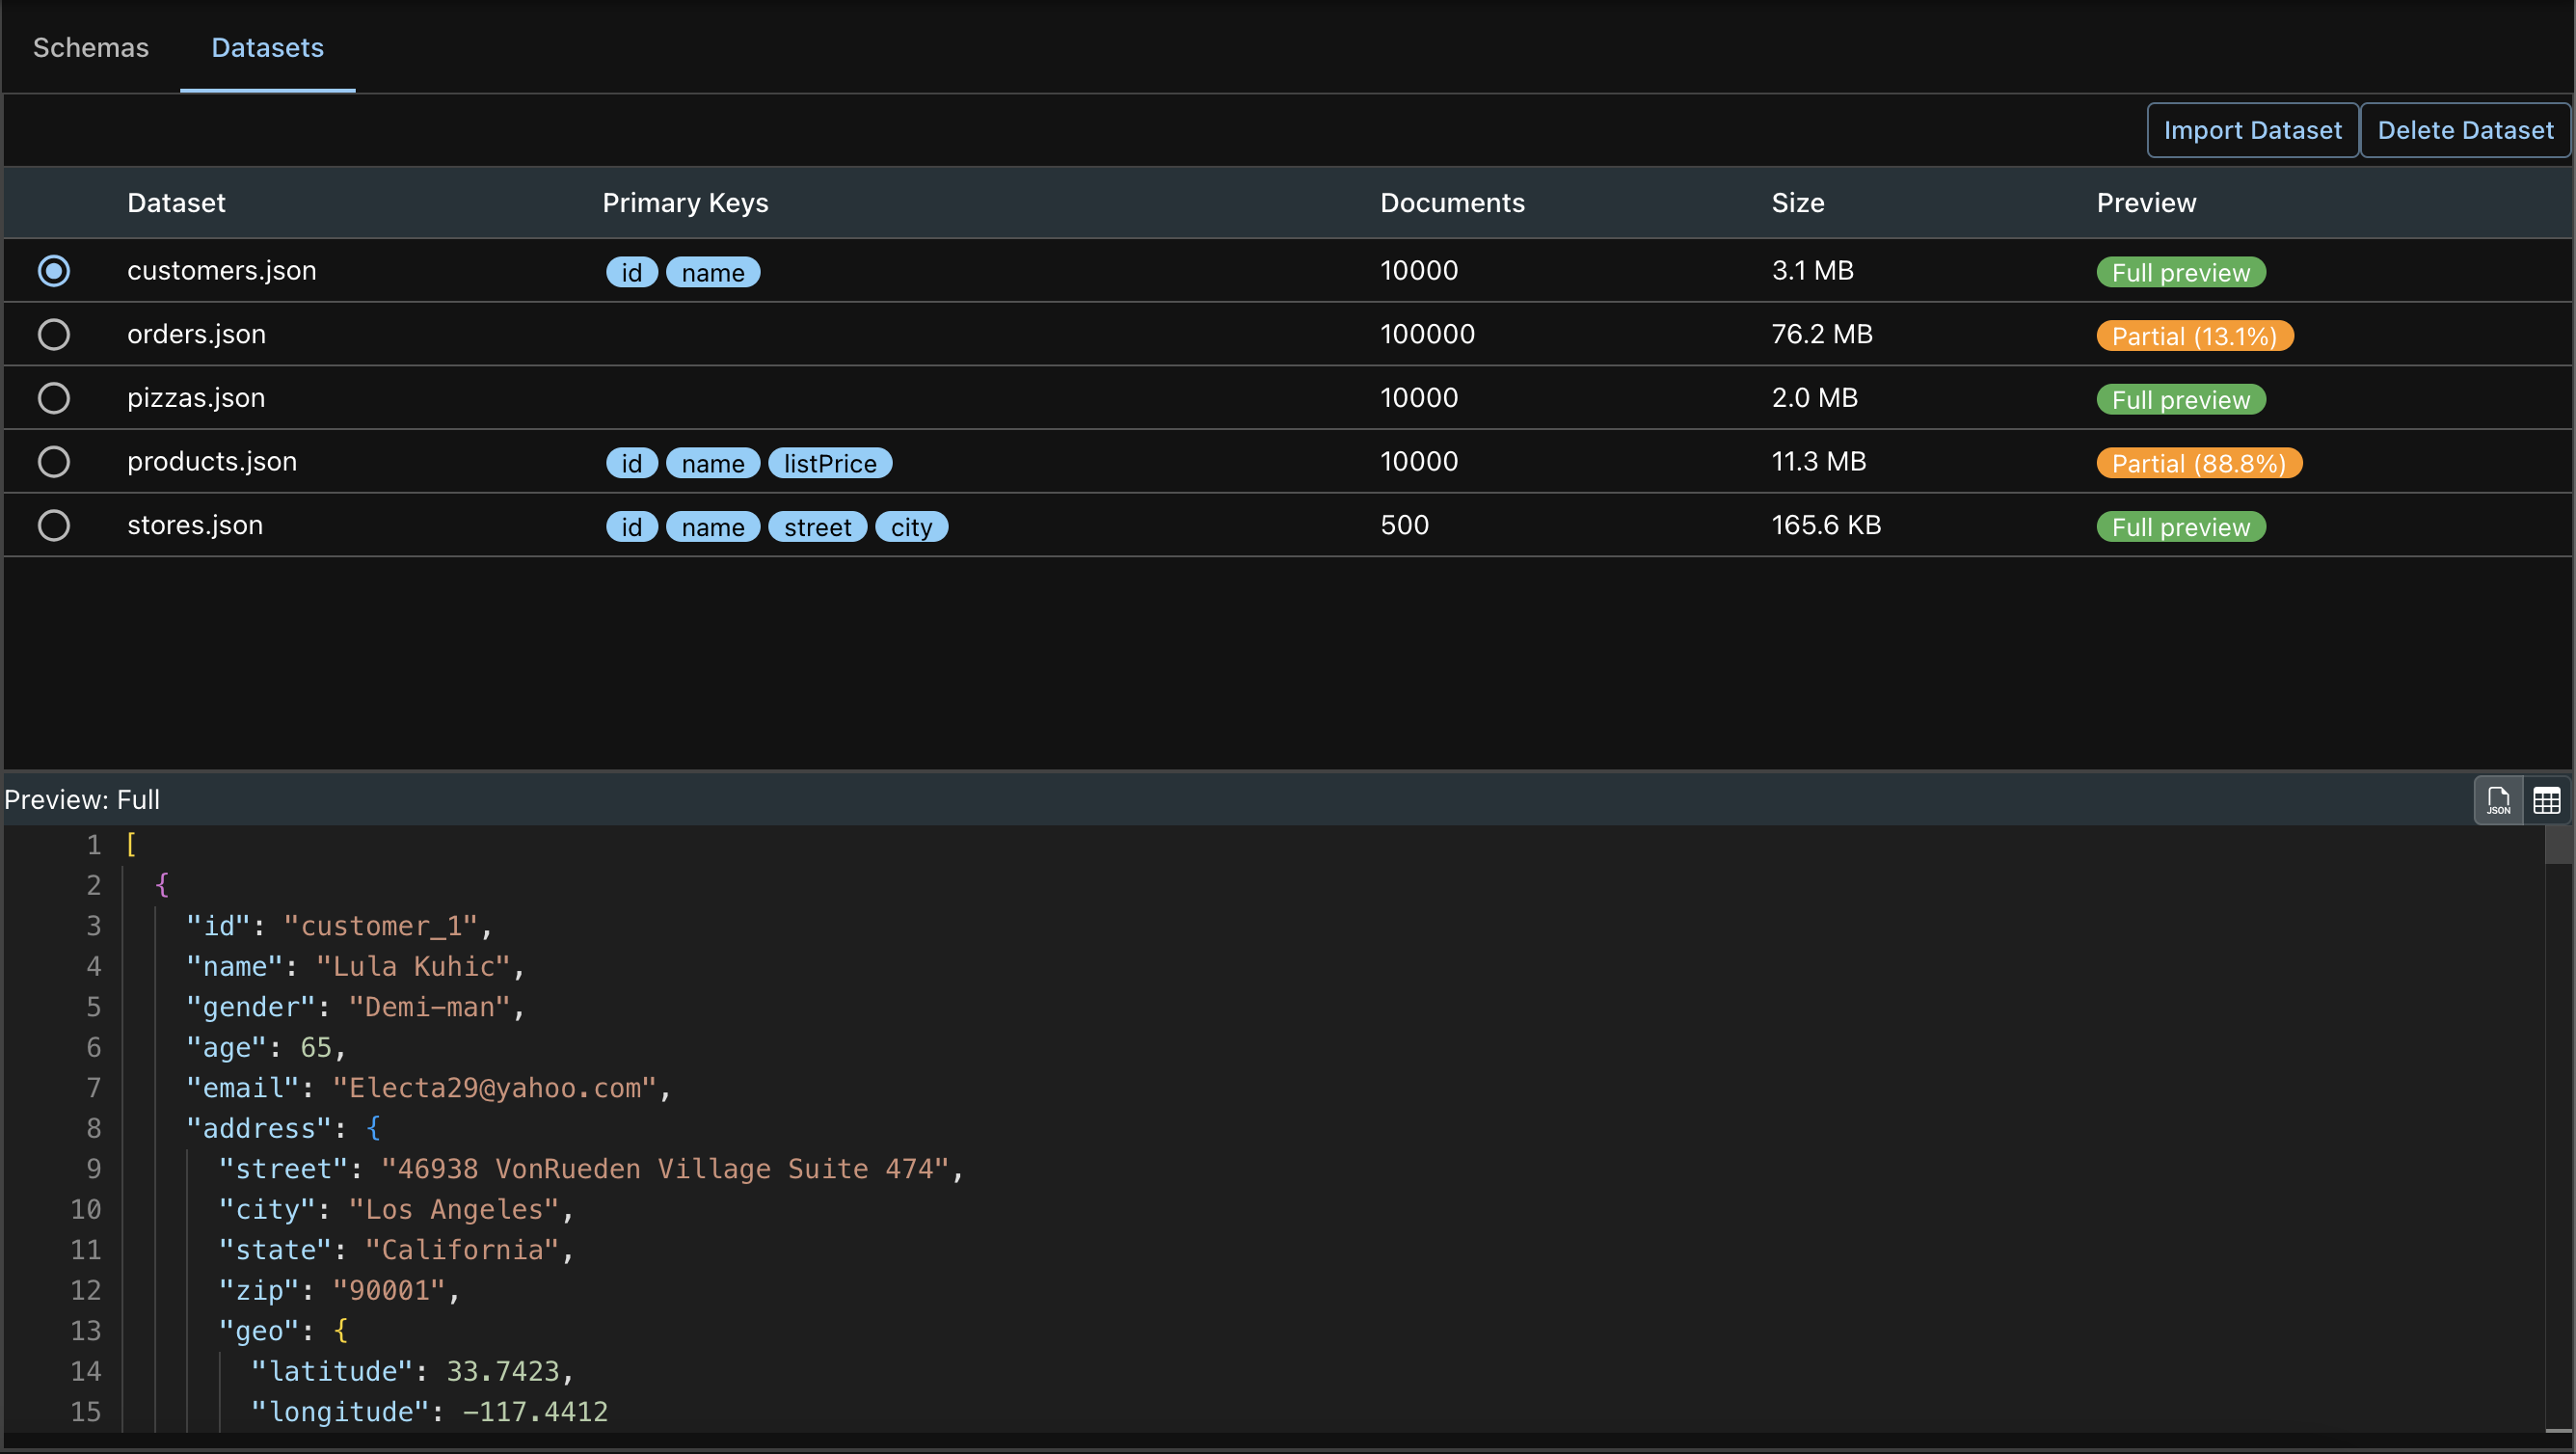 Schemas Datasets
Import Dataset Delete Dataset
Dataset Primary Keys Documents Size Preview
customers.json id name 10000 3.1 MB Full preview
orders.json 100000 76.2 MB Partial (13.1%)
pizzas.json 10000 2.0 MB Full preview
products.json id name listPrice 10000 11.3 MB Partial (88.8%)
stores.json id name street city 500 165.6 KB Full preview
Preview: Full JSON
1 [
2 {
3 "id": "customer_1",
4 "name": "Lula Kuhic",
5 "gender": "Demi-man",
6 "age": 65,
7 "email": "Electa29@yahoo.com",
8 "address": {
9 "street": "46938 VonRueden Village Suite 474",
10 "city": "Los Angeles",
11 "state": "California",
12 "zip": "90001",
13 "geo": {
14 "latitude": 33.7423,
15 "longitude": -117.4412